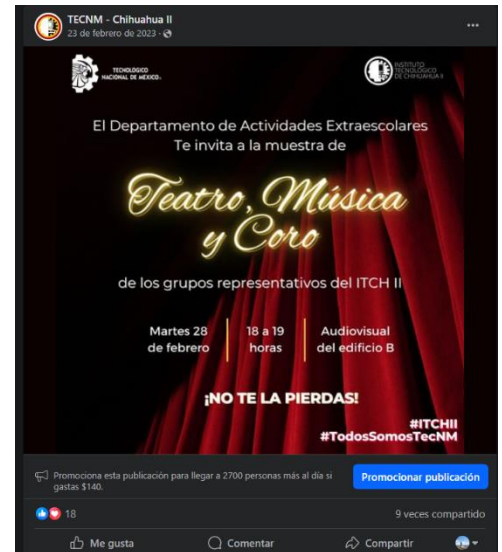 TECNM - Chihuahua II
23 de febrero de 2023 ·
TECNOLÓGICO
NACIONAL DE MÉXICO®
INSTITUTO
TECNOLÓGICO
DE CHIHUAHUA II
El Departamento de Actividades Extraescolares
Te invita a la muestra de
Teatro, Música
y Coro
de los grupos representativos del ITCH II
Martes 28
de febrero
18 a 19
horas
Audiovisual
del edificio B
¡NO TE LA PIERDAS!
#ITCHII
#TodosSomosTecNM
Promociona esta publicación para llegar a 2700 personas más al día si
gastas $140.
Promocionar publicación
18
9 veces compartido
Me gusta
Comentar
Compartir